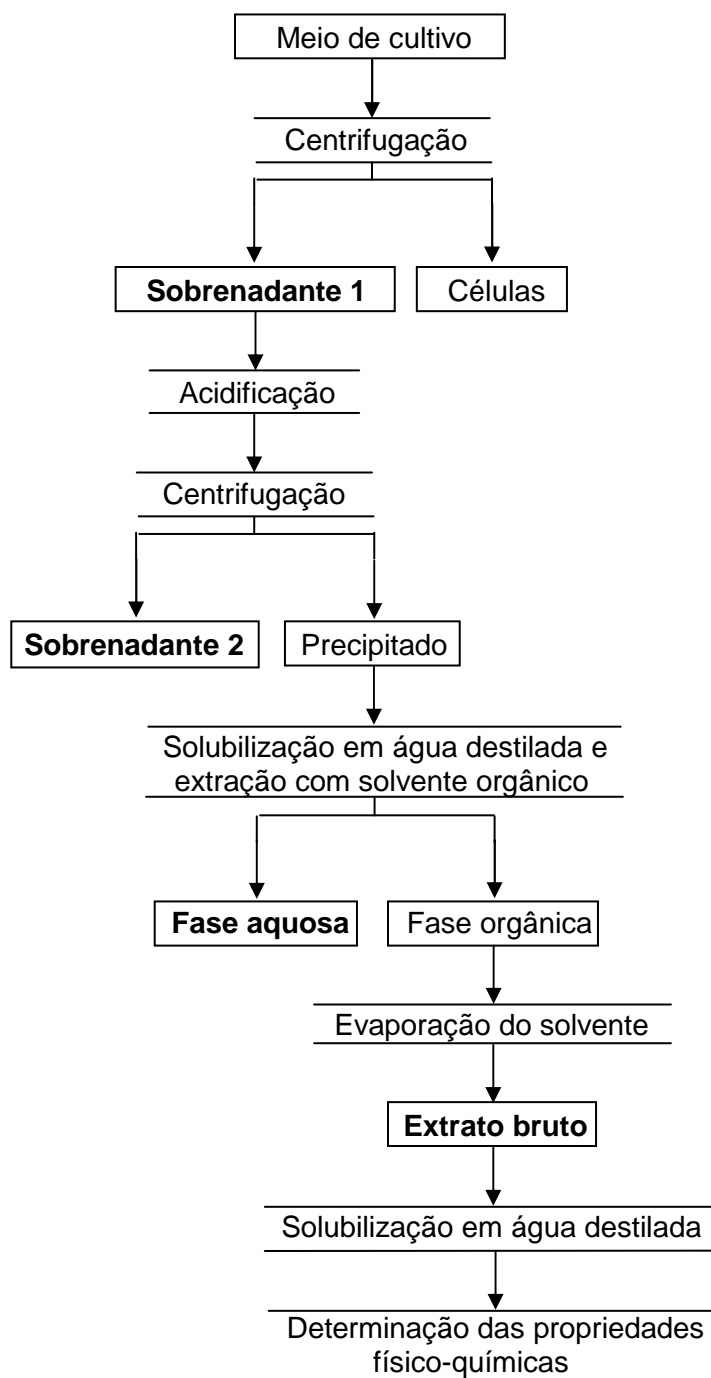 Meio de cultivo
Centrifugação
Sobrenadante 1
Células
Acidificação
Centrifugação
Sobrenadante 2
Precipitado
Solubilização em água destilada e
extração com solvente orgânico
Fase aquosa
Fase orgânica
Evaporação do solvente
Extrato bruto
Solubilização em água destilada
Determinação das propriedades
físico-químicas